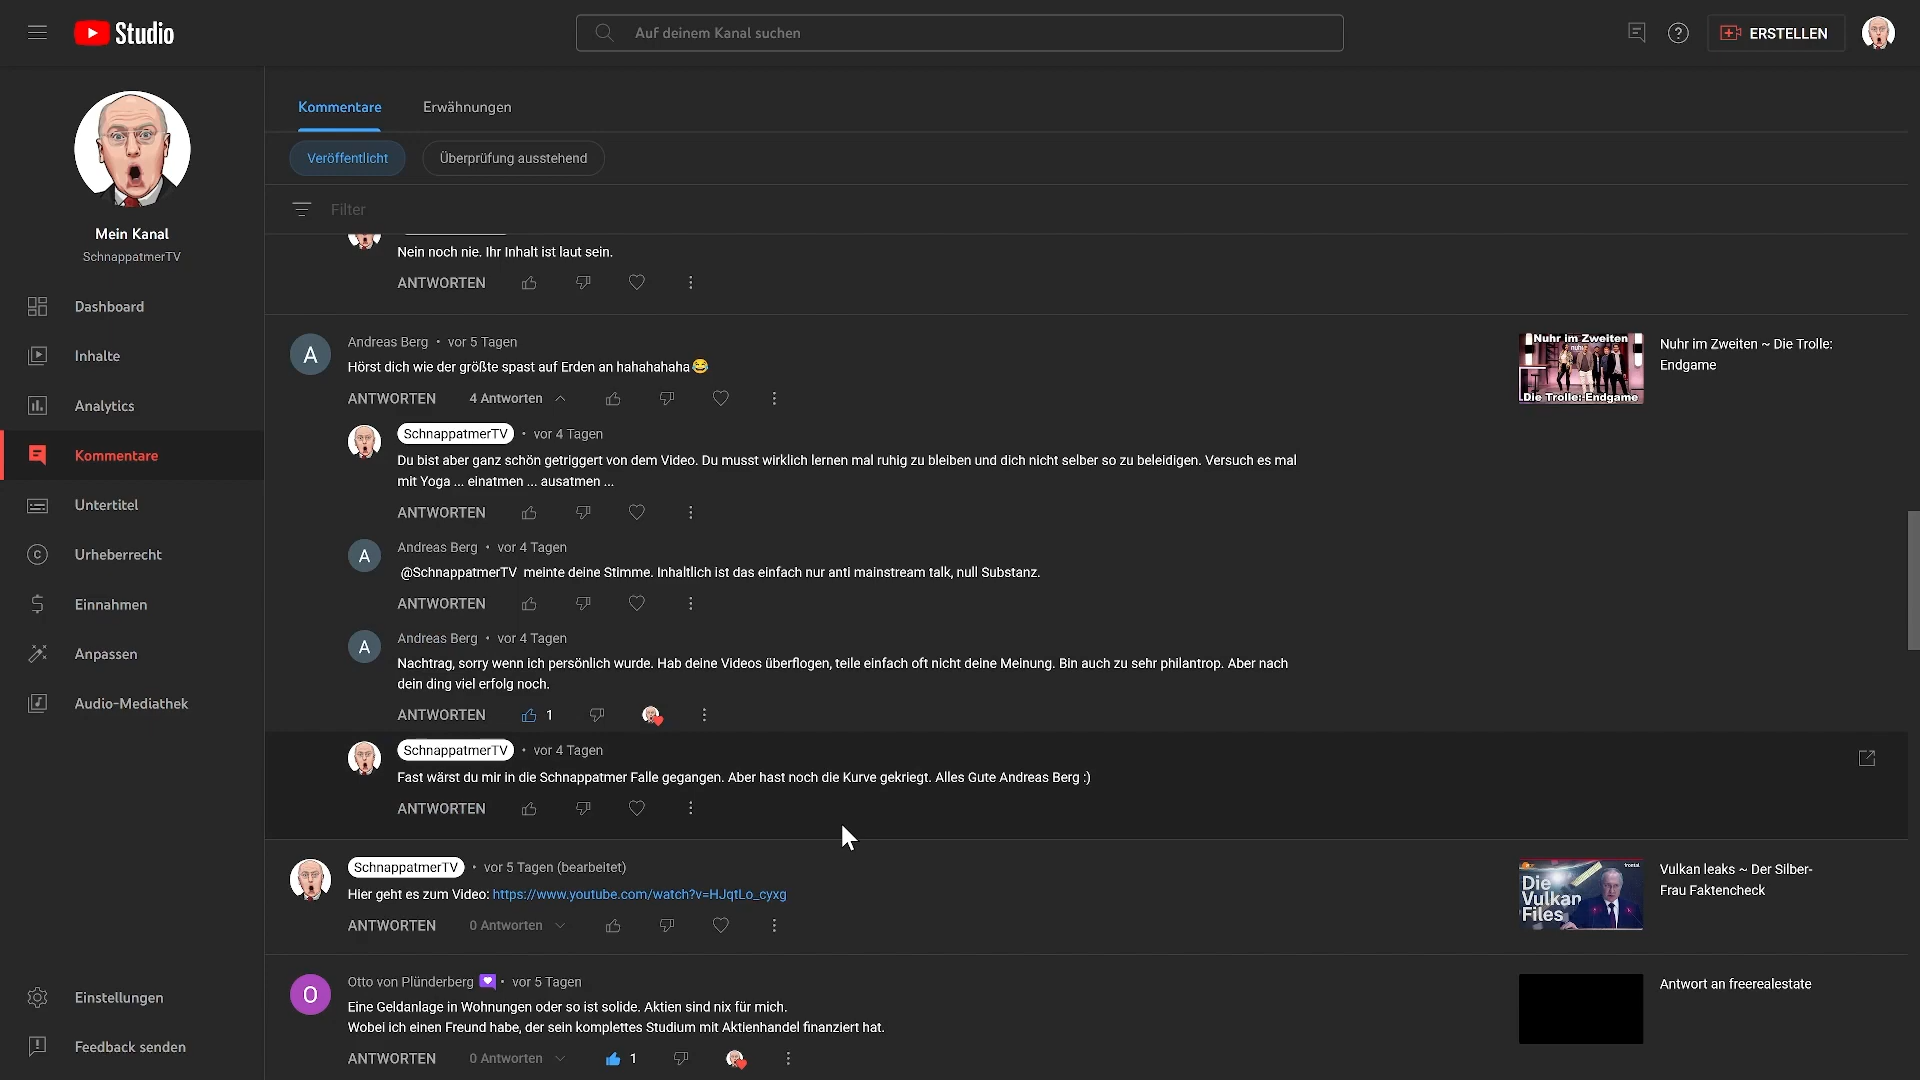 Studio
Auf deinem Kanal suchen
ERSTELLEN
Mein Kanal
SchnappatmerTV
Dashboard
Inhalte
Analytics
Kommentare
Untertitel
Urheberrecht
Einnahmen
Anpassen
Audio-Mediathek
Einstellungen
Feedback senden
Kommentare
Erwähnungen
Veröffentlicht
Überprüfung ausstehend
Filter
Nein noch nie. Ihr Inhalt ist laut sein.
ANTWORTEN
A
Andreas Berg • vor 5 Tagen
Hörst dich wie der größte spast auf Erden an hahahahaha😂
ANTWORTEN 4 Antworten
Nuhr im Zweiten
nuhr
Die Trolle: Endgame
Nuhr im Zweiten ~ Die Trolle:
Endgame
SchnappatmerTV • vor 4 Tagen
Du bist aber ganz schön getriggert von dem Video. Du musst wirklich lernen mal ruhig zu bleiben und dich nicht selber so zu beleidigen. Versuch es mal
mit Yoga ... einatmen ... ausatmen ...
ANTWORTEN
A
Andreas Berg • vor 4 Tagen
@SchnappatmerTV meinte deine Stimme. Inhaltlich ist das einfach nur anti mainstream talk, null Substanz.
ANTWORTEN
A
Andreas Berg • vor 4 Tagen
Nachtrag, sorry wenn ich persönlich wurde. Hab deine Videos überflogen, teile einfach oft nicht deine Meinung. Bin auch zu sehr philantrop. Aber nach
dein ding viel erfolg noch.
ANTWORTEN 1
SchnappatmerTV • vor 4 Tagen
Fast wärst du mir in die Schnappatmer Falle gegangen. Aber hast noch die Kurve gekriegt. Alles Gute Andreas Berg :)
ANTWORTEN
SchnappatmerTV • vor 5 Tagen (bearbeitet)
Hier geht es zum Video: https://www.youtube.com/watch?v=HJqtLo_cyxg
ANTWORTEN 0 Antworten
frontal
Die
Vulkan
Files
Vulkan leaks ~ Der Silber-
Frau Faktencheck
O
Otto von Plünderberg • vor 5 Tagen
Eine Geldanlage in Wohnungen oder so ist solide. Aktien sind nix für mich.
Wobei ich einen Freund habe, der sein komplettes Studium mit Aktienhandel finanziert hat.
ANTWORTEN 0 Antworten 1
Antwort an freerealestate